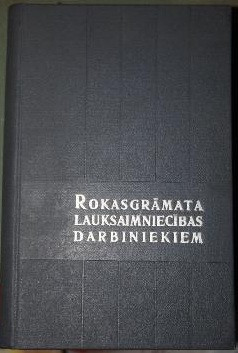 ROKASGRĀMATA
LAUKSAIMNIECĪBAS
DARBINIEKIEM